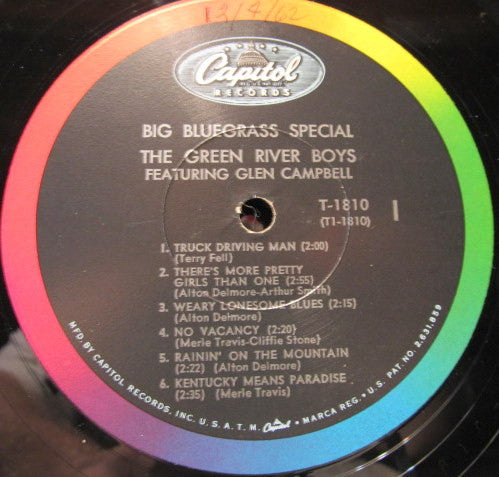 12/4/62
Capitol
RECORDS
BIG BLUEGRASS SPECIAL
THE GREEN RIVER BOYS
FEATURING GLEN CAMPBELL
T-1810
(T1-1810)
1
1. TRUCK DRIVING MAN (2:00)
(Terry Fell)
2. THERE'S MORE PRETTY
GIRLS THAN ONE (2:55)
(Alton Delmore-Arthur Smith)
3. WEARY LONESOME BLUES (2:15)
(Alton Delmore)
4. NO VACANCY (2:20)
(Merle Travis-Cliffie Stone)
5. RAININ' ON THE MOUNTAIN
(2:22) (Alton Delmore)
6. KENTUCKY MEANS PARADISE
(2:35) (Merle Travis)
MFD. BY CAPITOL RECORDS, INC. U.S.A. T.M. Capitol MARCA REG. • U.S. PAT. NO. 2,631,859